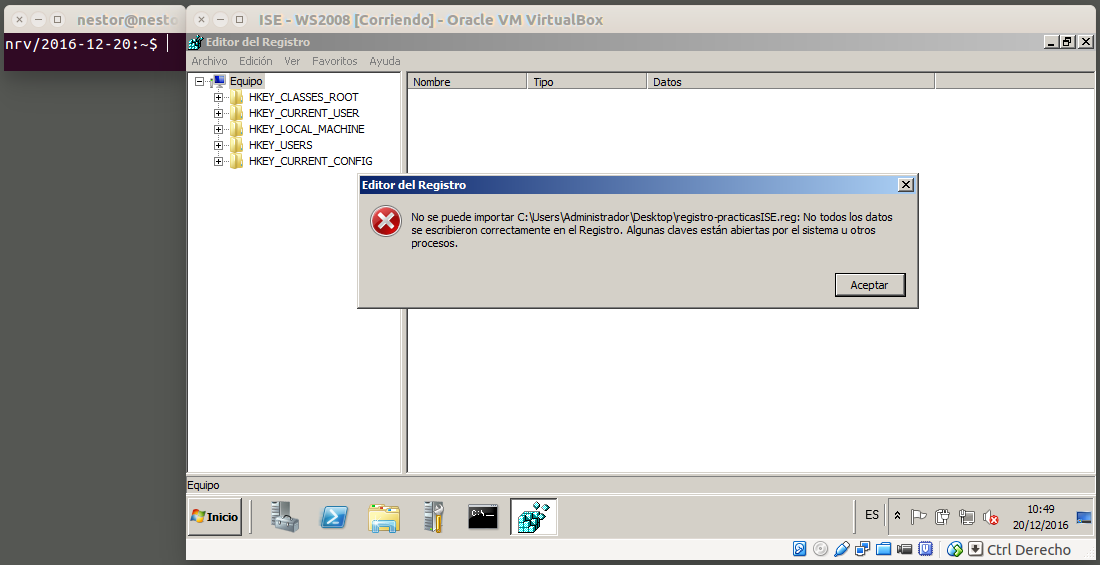 nestor@nesto
nrv/2016-12-20:~$
ISE - WS2008 [Corriendo] - Oracle VM VirtualBox
Editor del Registro
Archivo Edición Ver Favoritos Ayuda
Equipo
HKEY_CLASSES_ROOT
HKEY_CURRENT_USER
HKEY_LOCAL_MACHINE
HKEY_USERS
HKEY_CURRENT_CONFIG
Nombre Tipo Datos
Editor del Registro
No se puede importar C:\Users\Administrador\Desktop\registro-practicasISE.reg: No todos los datos
se escribieron correctamente en el Registro. Algunas claves están abiertas por el sistema u otros
procesos.
Aceptar
Equipo
Inicio
C:\_
ES
10:49
20/12/2016
Ctrl Derecho